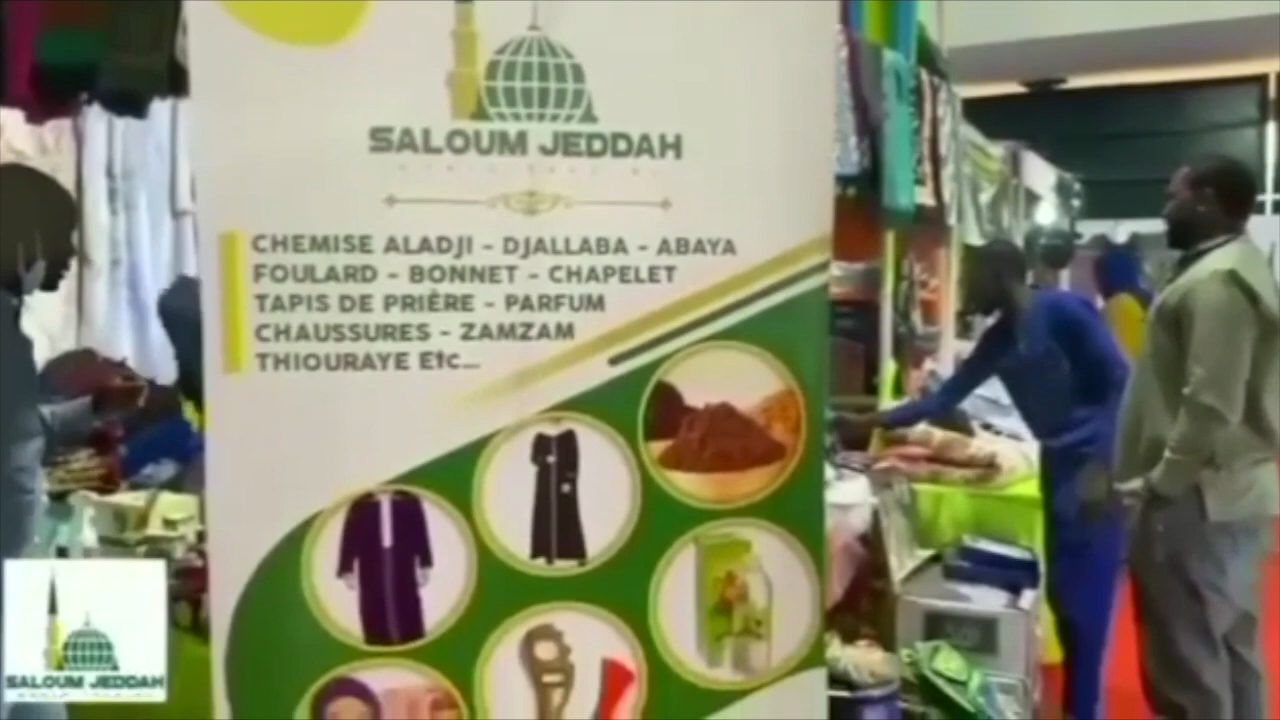 SALOUM JEDDAH
CHEMISE ALADJI - DJALLABA - ABAYA
FOULARD - BONNET - CHAPELET
TAPIS DE PRIÈRE - PARFUM
CHAUSSURES - ZAMZAM
THIOURAYE Etc...
SALOUM JEDDAH